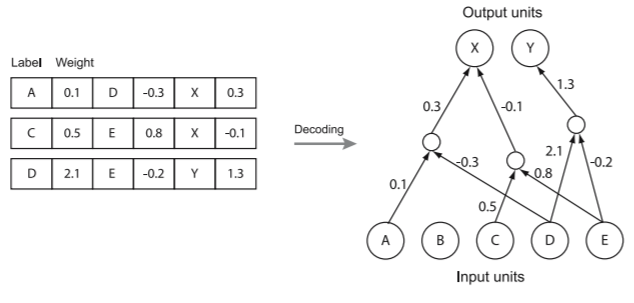 Output units
X Y
Label Weight
A 0.1 D -0.3 X 0.3
C 0.5 E 0.8 X -0.1
D 2.1 E -0.2 Y 1.3
Decoding
1.3
0.3 -0.1
-0.3 2.1 -0.2
0.8
0.1
0.5
A B C D E
Input units